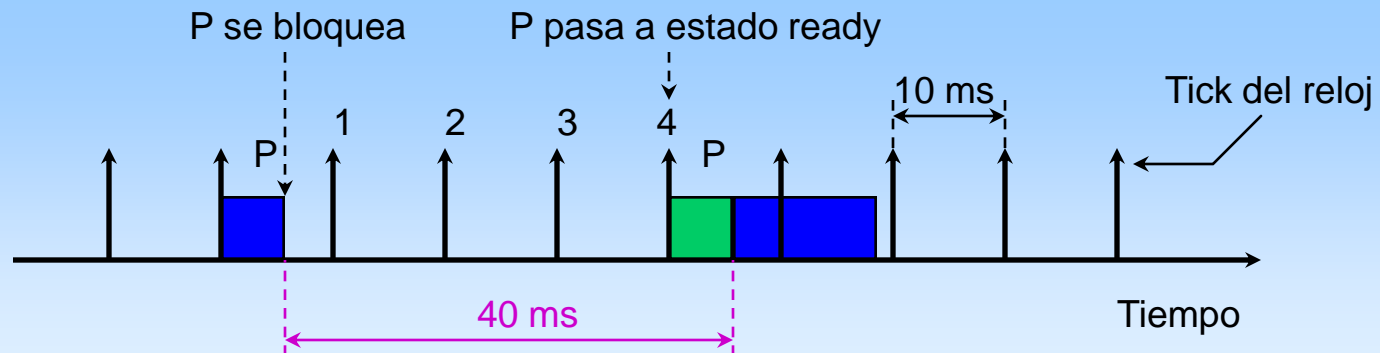 P se bloquea
P pasa a estado ready
10 ms
Tick del reloj
1
2
3
4
P
P
40 ms
Tiempo